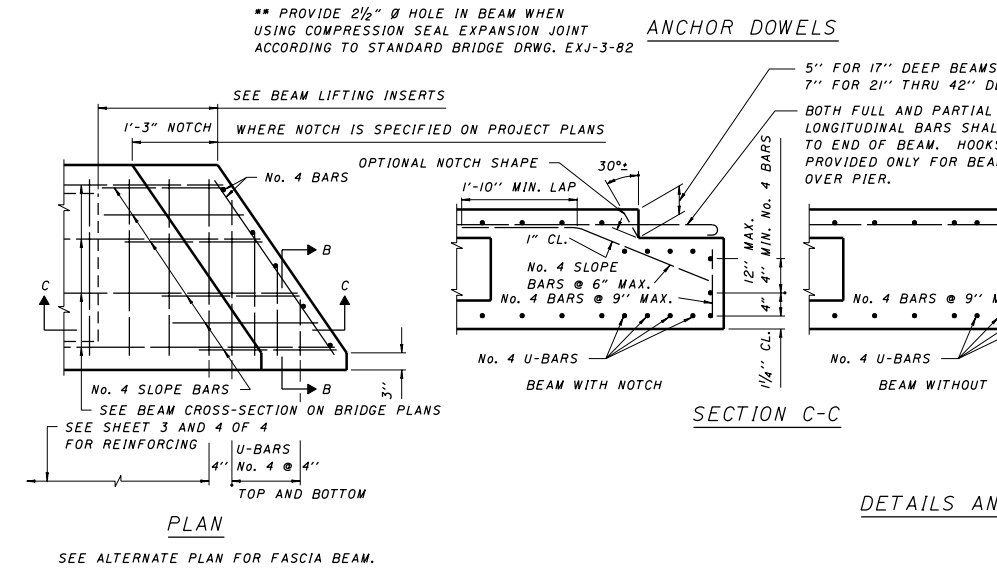 ** PROVIDE 2½" Ø HOLE IN BEAM WHEN
USING COMPRESSION SEAL EXPANSION JOINT
ACCORDING TO STANDARD BRIDGE DRWG. EXJ-3-82
ANCHOR DOWELS
SEE BEAM LIFTING INSERTS
1'-3" NOTCH
WHERE NOTCH IS SPECIFIED ON PROJECT PLANS
No. 4 BARS
B
C
C
B
3"
No. 4 SLOPE BARS
SEE BEAM CROSS-SECTION ON BRIDGE PLANS
SEE SHEET 3 AND 4 OF 4
FOR REINFORCING
U-BARS
4" No. 4 @ 4"
TOP AND BOTTOM
PLAN
SEE ALTERNATE PLAN FOR FASCIA BEAM.
5" FOR 17" DEEP BEAMS
7" FOR 21" THRU 42" DE
BOTH FULL AND PARTIAL
LONGITUDINAL BARS SHAL
TO END OF BEAM. HOOKS
PROVIDED ONLY FOR BEA
OVER PIER.
OPTIONAL NOTCH SHAPE
30°±
1'-10" MIN. LAP
1" CL.
No. 4 SLOPE
BARS @ 6" MAX.
No. 4 BARS @ 9" MAX.
12" MAX.
4" MIN. No. 4 BARS
4"
1¼" CL.
No. 4 U-BARS
BEAM WITH NOTCH
No. 4 BARS @ 9" M
No. 4 U-BARS
BEAM WITHOUT
SECTION C-C
DETAILS AN